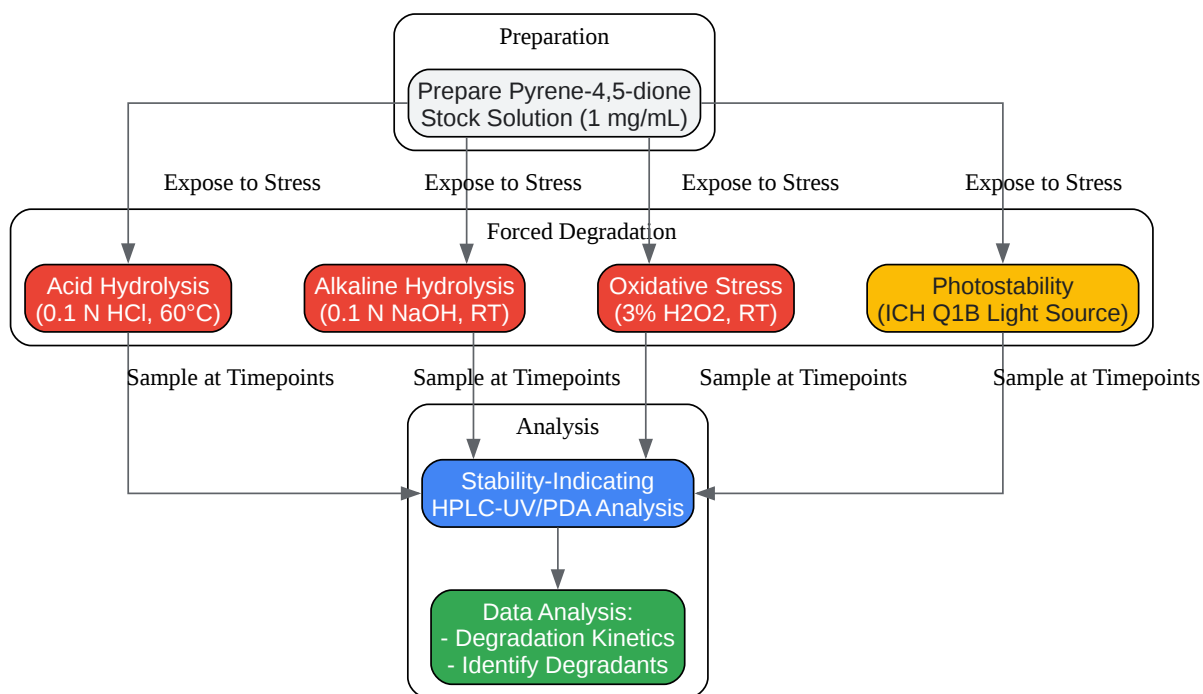 Preparation
Prepare Pyrene-4,5-dione
Stock Solution (1 mg/mL)
Expose to Stress
Expose to Stress
Expose to Stress
Expose to Stress
Forced Degradation
Acid Hydrolysis
(0.1 N HCl, 60°C)
Alkaline Hydrolysis
(0.1 N NaOH, RT)
Oxidative Stress
(3% H2O2, RT)
Photostability
(ICH Q1B Light Source)
Sample at Timepoints
Sample at Timepoints
Sample at Timepoints
Sample at Timepoints
Analysis
Stability-Indicating
HPLC-UV/PDA Analysis
Data Analysis:
- Degradation Kinetics
- Identify Degradants